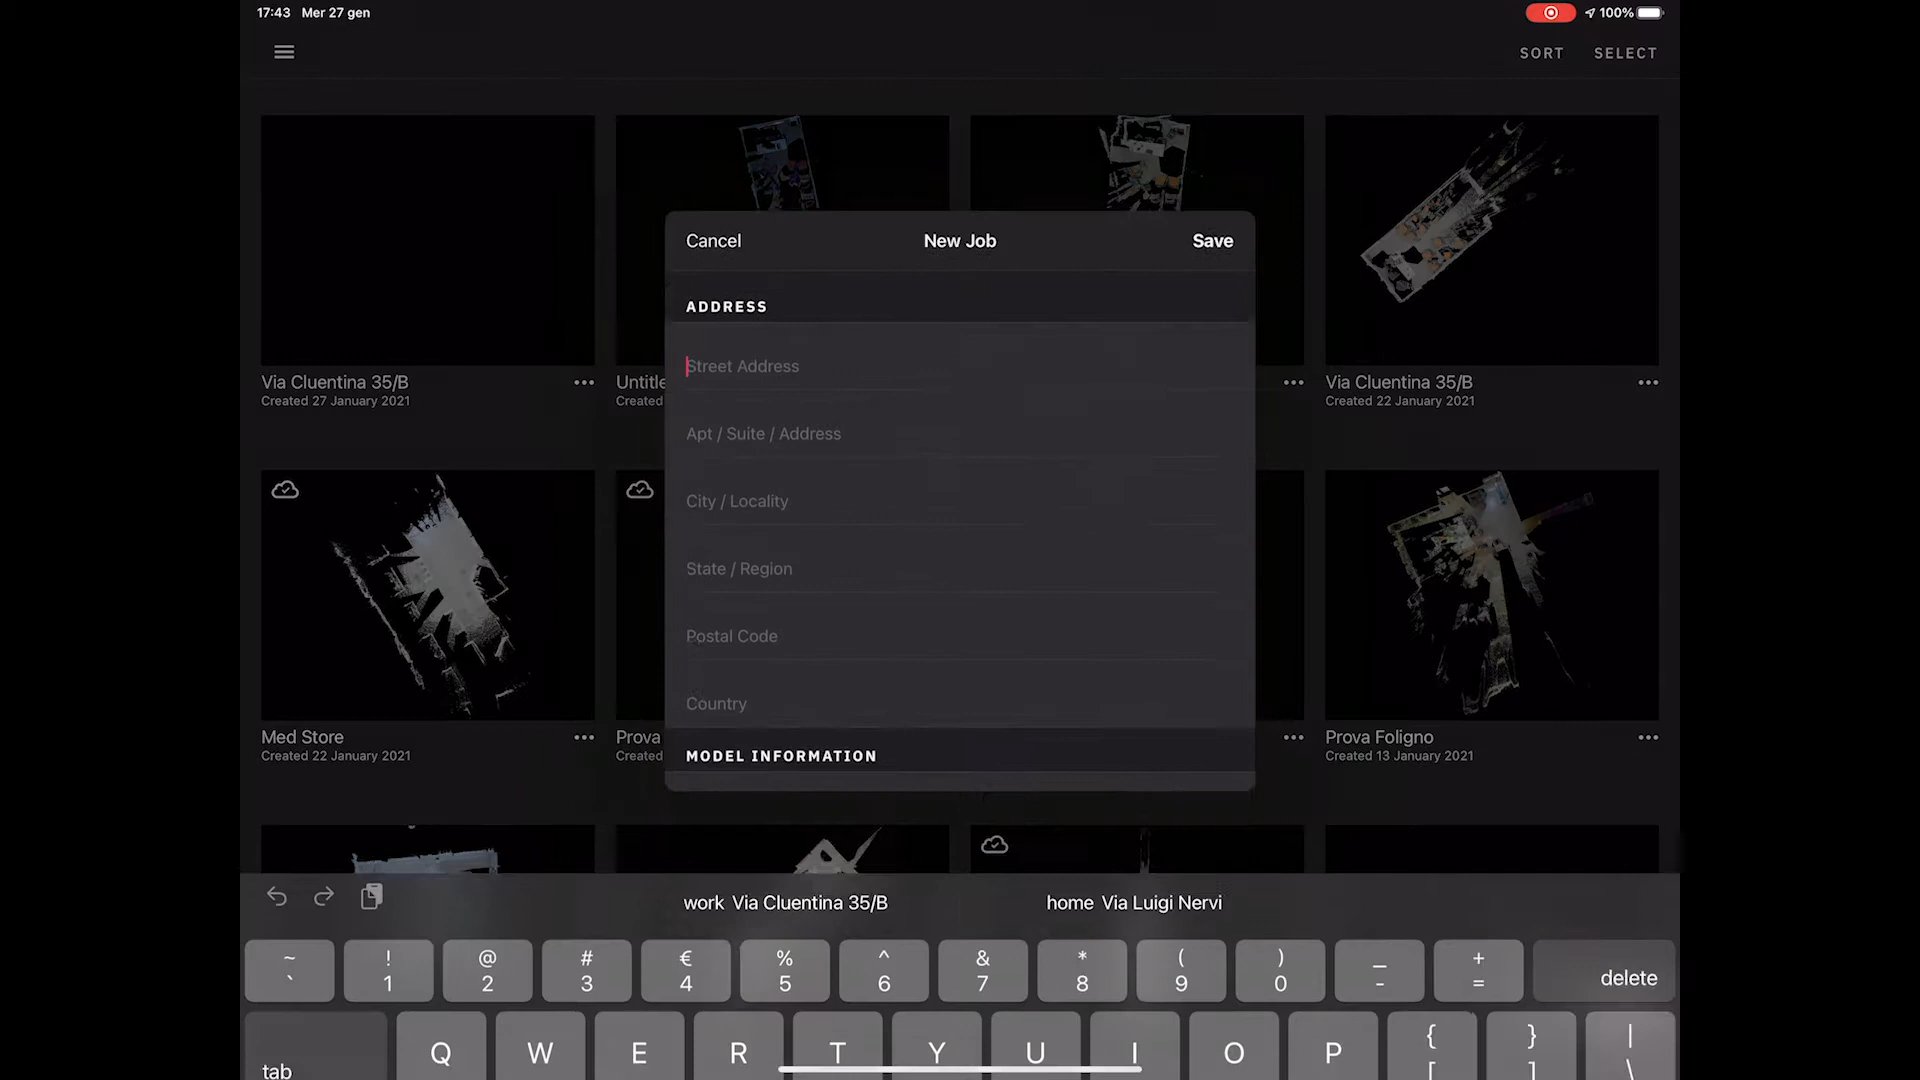 17:43 Mer 27 gen
100%
SORT SELECT
Cancel New Job Save
ADDRESS
Street Address
Apt / Suite / Address
City / Locality
State / Region
Postal Code
Country
MODEL INFORMATION
Via Cluentina 35/B
Created 27 January 2021
Untitle
Created
Via Cluentina 35/B
Created 22 January 2021
Med Store
Created 22 January 2021
Prova
Created
Prova Foligno
Created 13 January 2021
work Via Cluentina 35/B
home Via Luigi Nervi
~ ! @ # € % ^ & * ( ) _ +
` 1 2 3 4 5 6 7 8 9 0 - = delete
tab Q W E R T Y U I O P { [ } ] | \